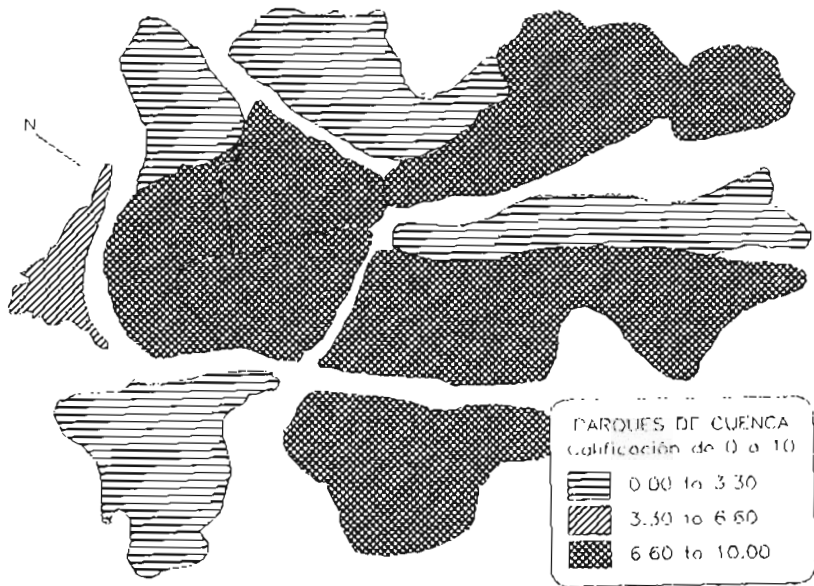 N
PARQUES DE CUENCA
Calificación de 0 a 10
0.00 to 3.30
3.30 to 6.60
6.60 to 10.00